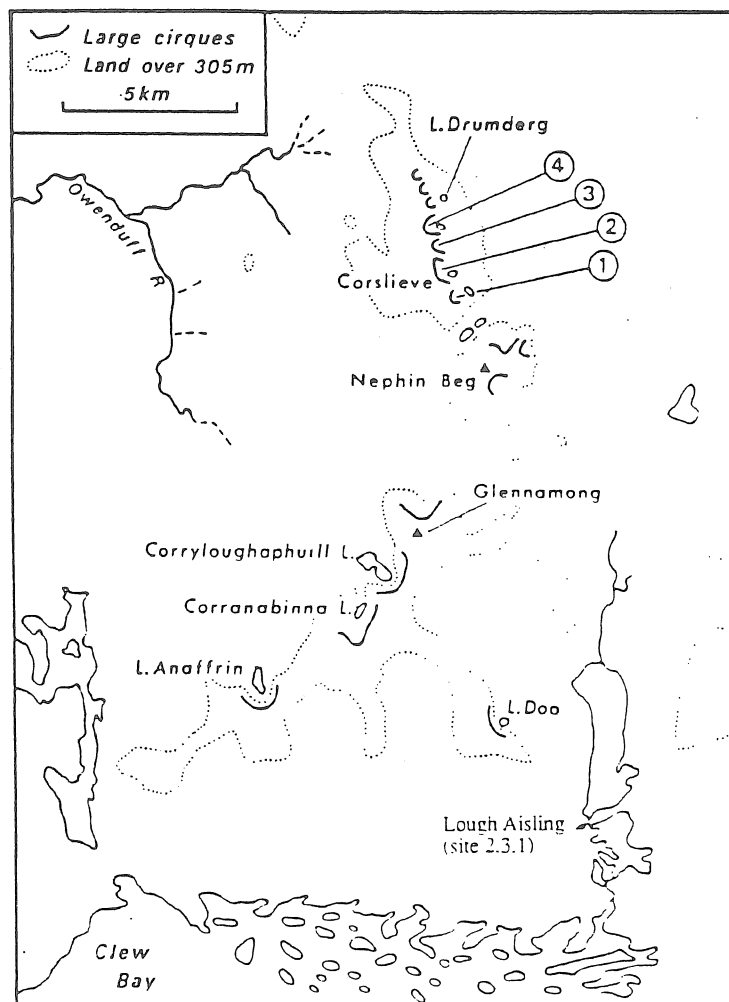 Large cirques
Land over 305m
5km
L.Drumderg
4
3
2
Corslieve
1
Owenduff R
Nephin Beg
Glennamong
Corryloughaphuill L.
Corranabinna L.
L.Anaffrin
L.Doo
Lough Aisling
(site 2.3.1)
Clew
Bay